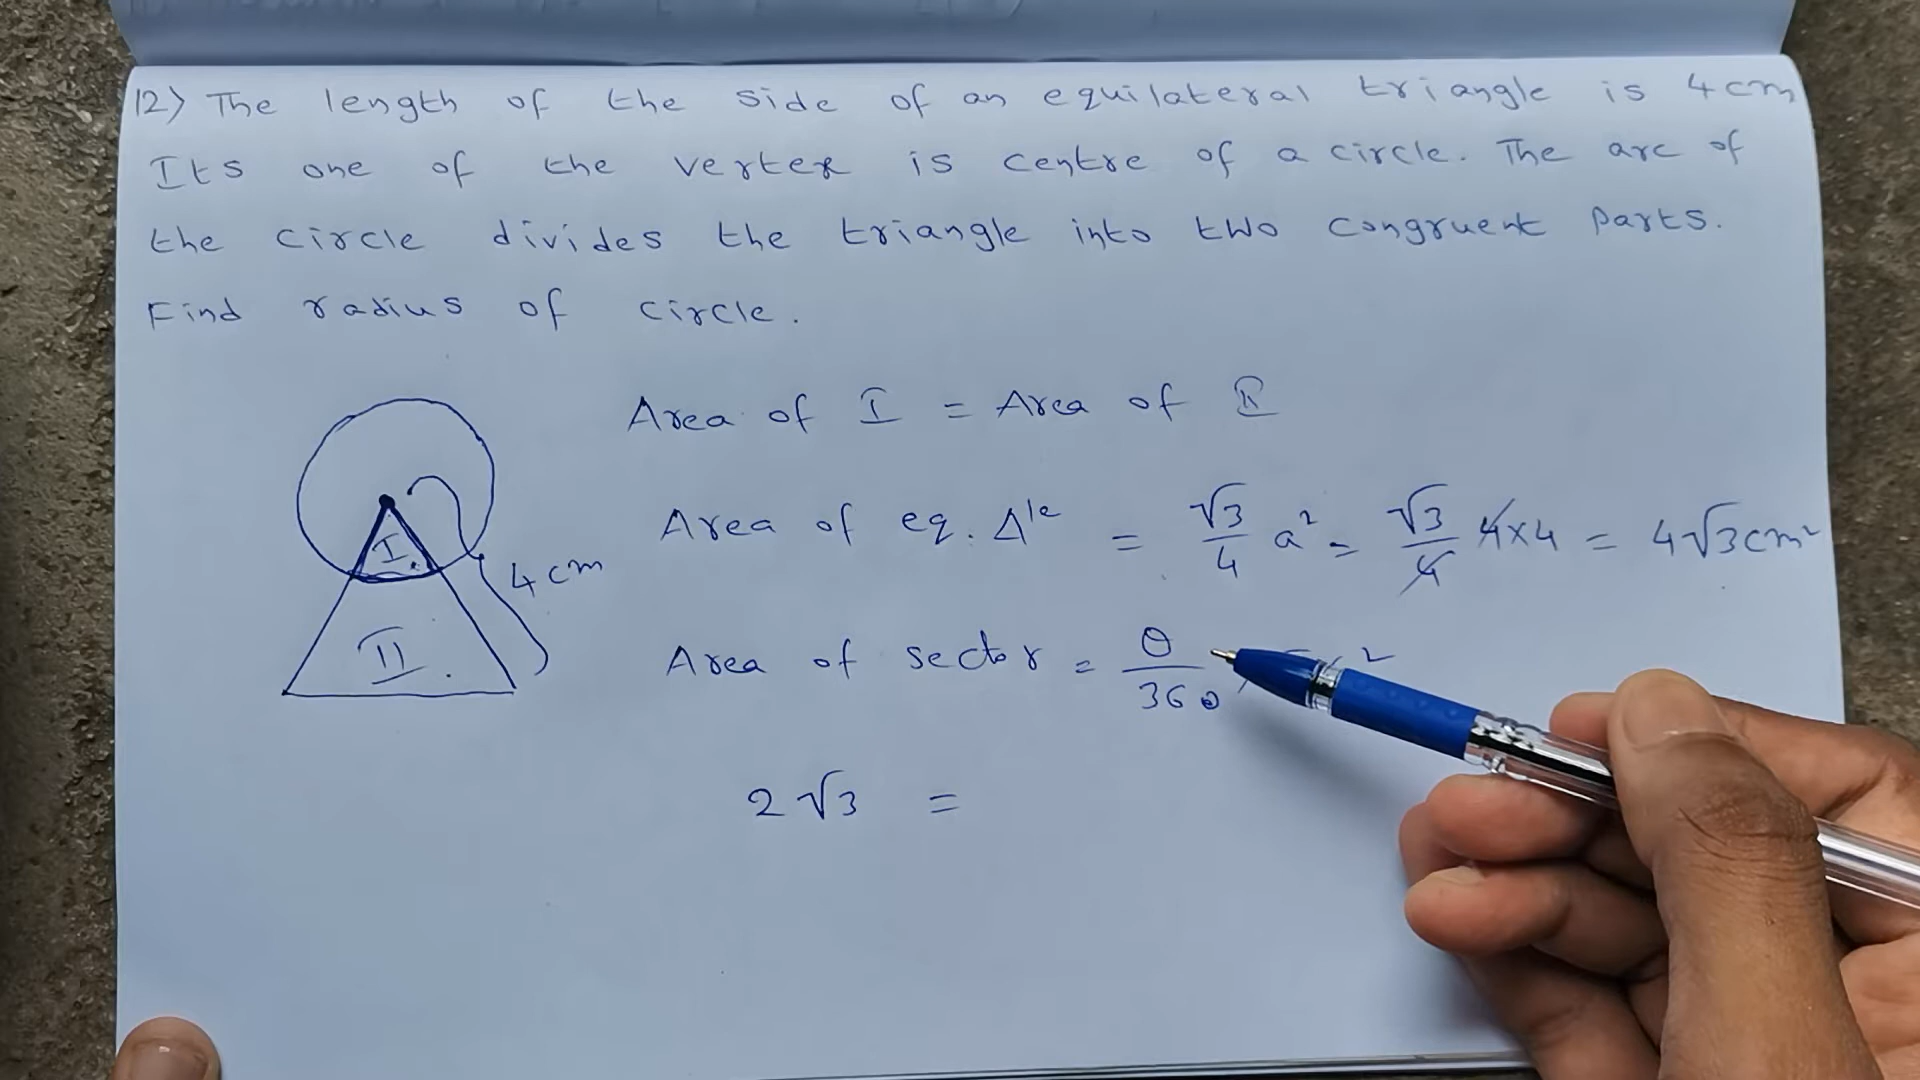 12) The length of the side of an equilateral triangle is 4cm
Its one of the vertex is centre of a circle. The arc of
the circle divides the triangle into two congruent parts.
Find radius of circle.
Area of I = Area of II
Area of eq. Δle = √3/4 a² = √3/4 4×4 = 4√3cm²
I
4cm
II
Area of sector = θ/360 r²
2√3 =